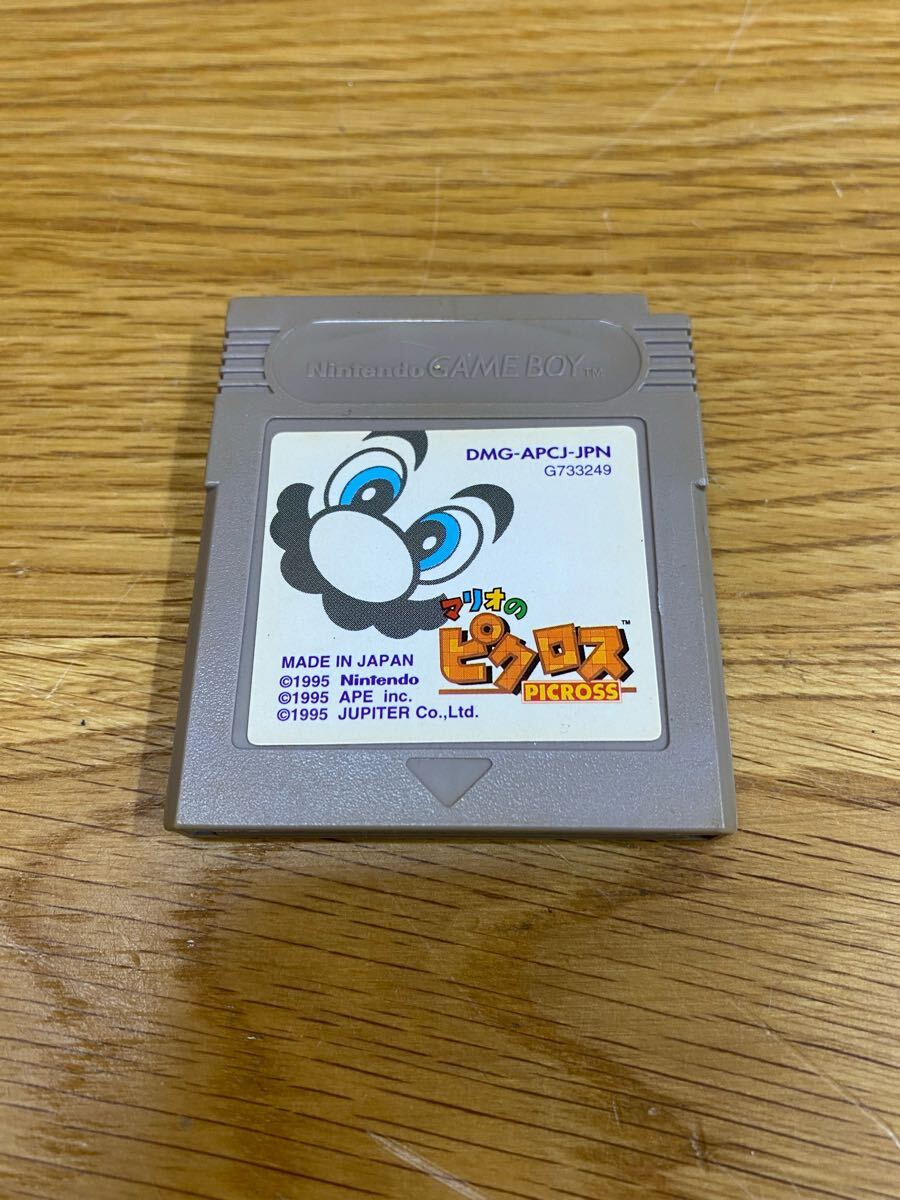 Nintendo GAME BOY™
DMG-APCJ-JPN
G733249
マリオの
ピクロス™
PICROSS
MADE IN JAPAN
©1995 Nintendo
©1995 APE inc.
©1995 JUPITER Co.,Ltd.